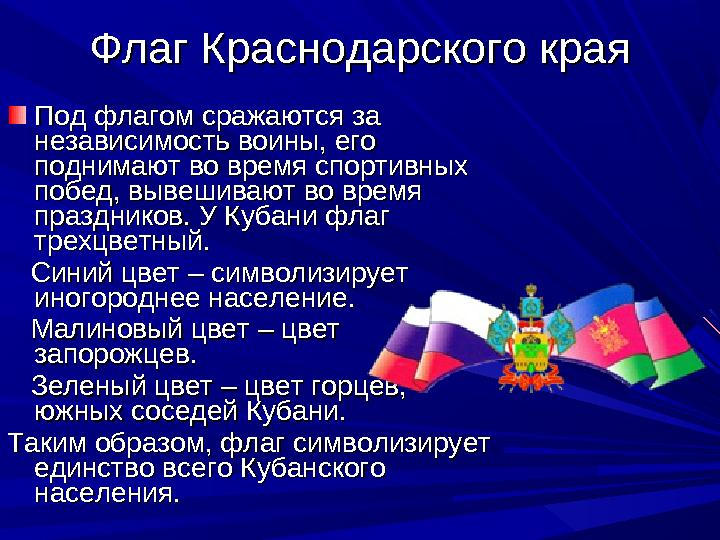 Флаг Краснодарского края
Под флагом сражаются за
независимость воины, его
поднимают во время спортивных
побед, вывешивают во время
праздников. У Кубани флаг
трехцветный.
Синий цвет – символизирует
иногороднее население.
Малиновый цвет – цвет
запорожцев.
Зеленый цвет – цвет горцев,
южных соседей Кубани.
Таким образом, флаг символизирует
единство всего Кубанского
населения.